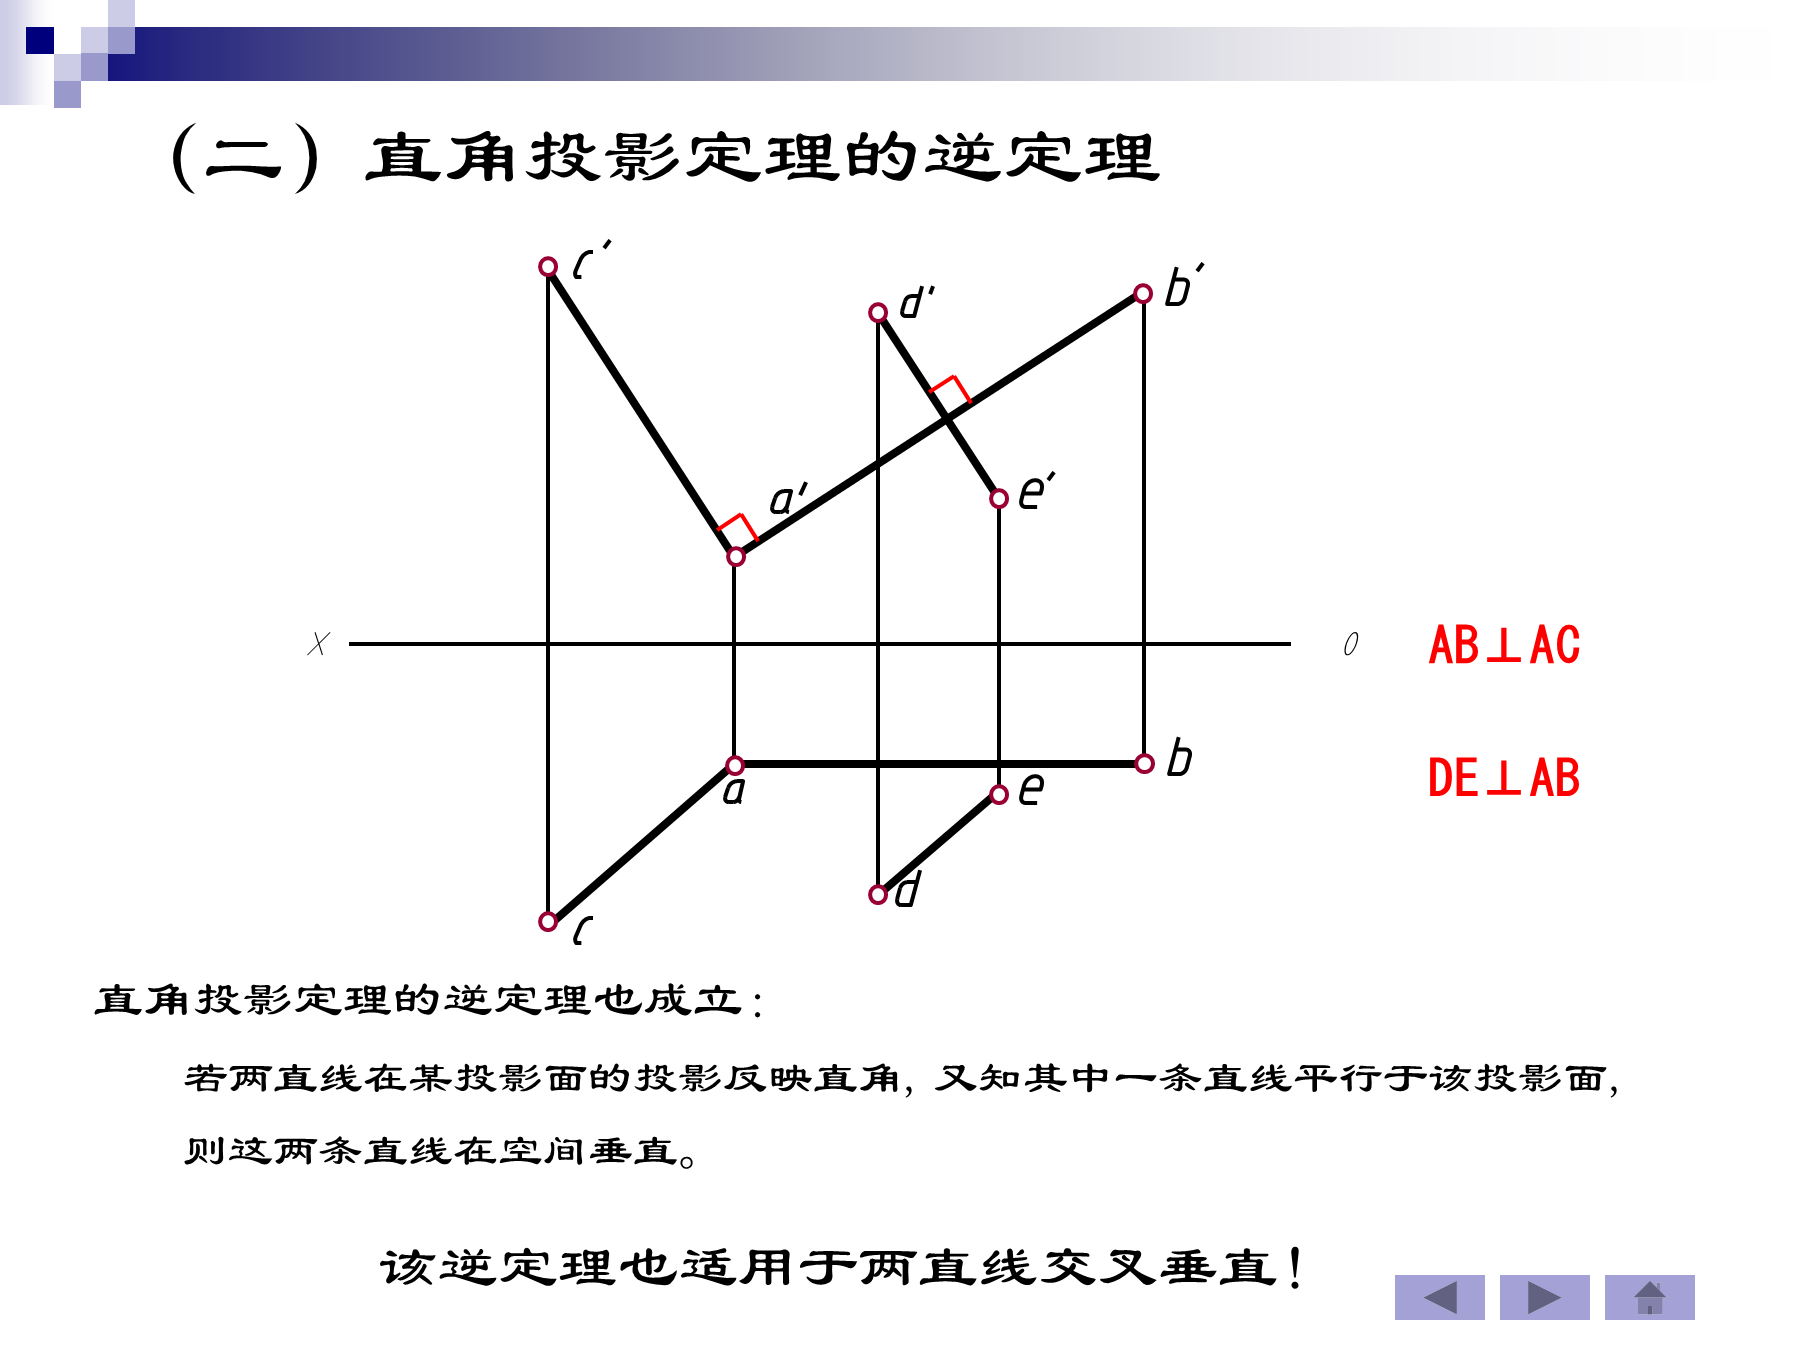 （二）直角投影定理的逆定理
c′
b′
d′
e′
a′
X
O
AB⊥AC
b
DE⊥AB
a
e
d
c
直角投影定理的逆定理也成立：
若两直线在某投影面的投影反映直角，又知其中一条直线平行于该投影面，
则这两条直线在空间垂直。
该逆定理也适用于两直线交叉垂直！